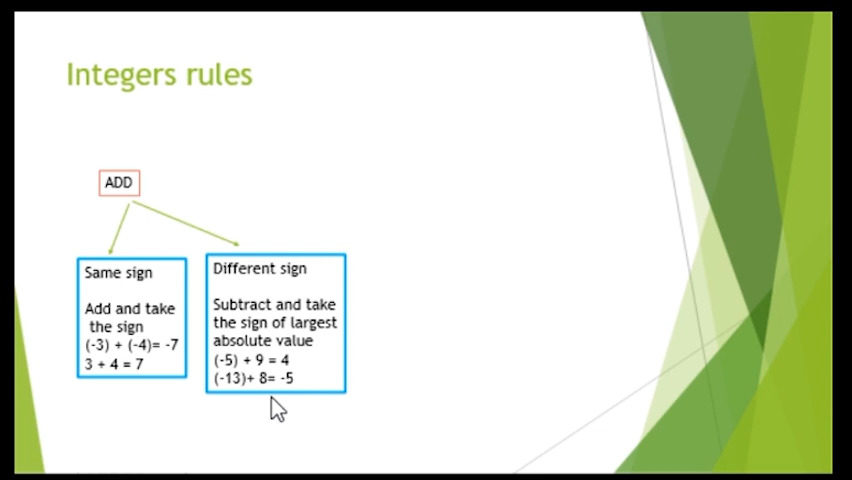 Integers rules
ADD
Same sign
Add and take
the sign
(-3) + (-4)= -7
3 + 4 = 7
Different sign
Subtract and take
the sign of largest
absolute value
(-5) + 9 = 4
(-13)+ 8= -5